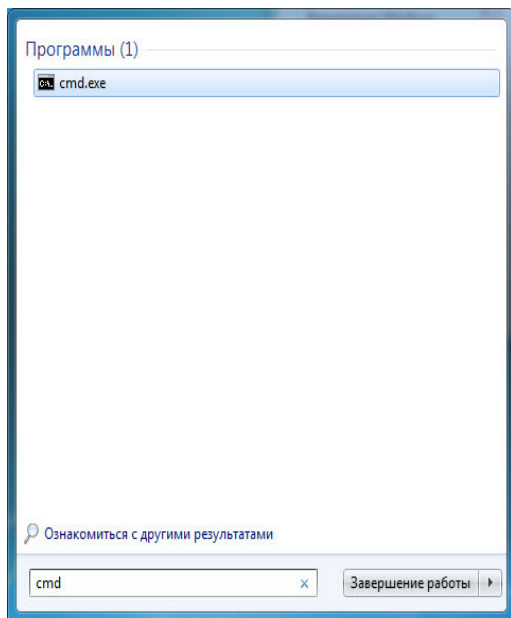 Программы (1)
cmd.exe
Ознакомиться с другими результатами
cmd
Завершение работы